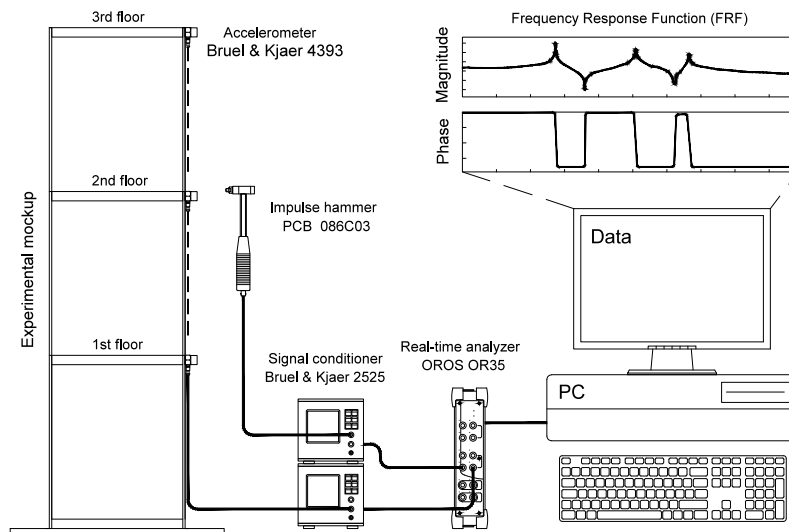 3rd floor
Accelerometer
Bruel & Kjaer 4393
Frequency Response Function (FRF)
Magnitude
Phase
2nd floor
Experimental mockup
Impulse hammer
PCB 086C03
Data
1st floor
Signal conditioner
Bruel & Kjaer 2525
Real-time analyzer
OROS OR35
PC